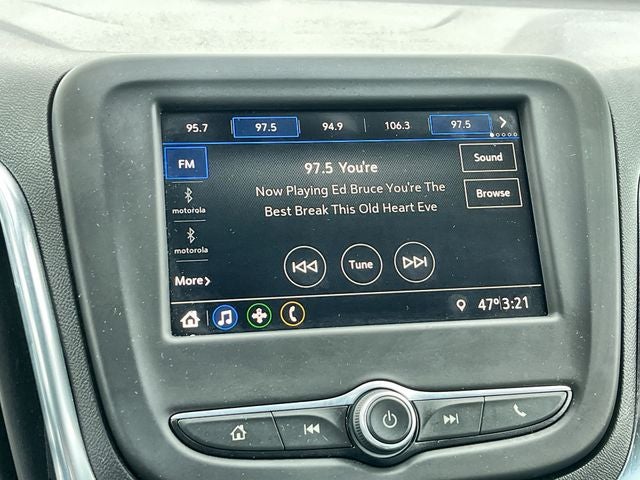 95.7 97.5 94.9 106.3 97.5
FM
97.5 You're
Sound
Now Playing Ed Bruce You're The
Best Break This Old Heart Eve
Browse
motorola
motorola
More
Tune
47° 3:21